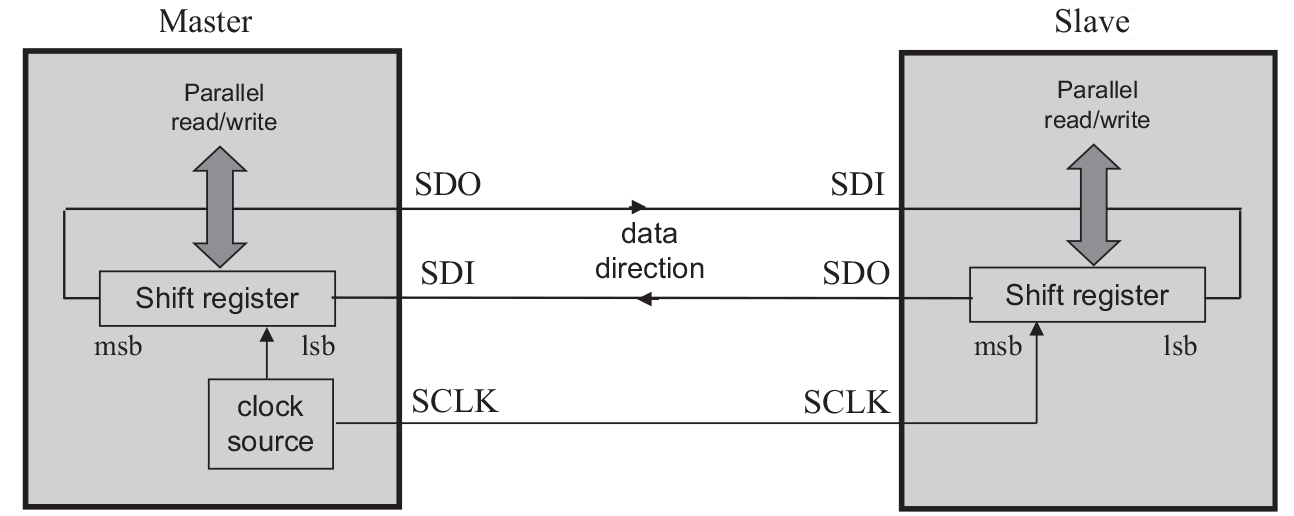 Master
Slave
Parallel
read/write
Parallel
read/write
SDO
SDI
data
direction
SDI
SDO
Shift register
msb
lsb
Shift register
msb
lsb
clock
source
SCLK
SCLK